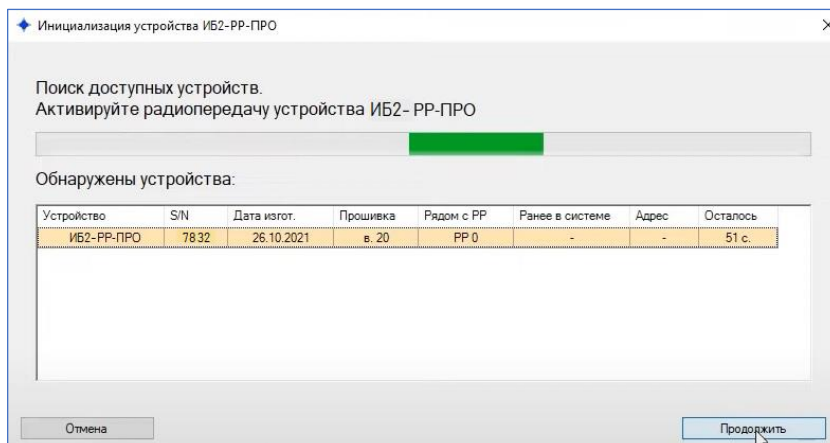 Инициализация устройства ИБ2-РР-ПРО
Поиск доступных устройств.
Активируйте радиопередачу устройства ИБ2- РР-ПРО
Обнаружены устройства:
Устройство S/N Дата изгот. Прошивка Рядом с РР Ранее в системе Адрес Осталось
ИБ2-РР-ПРО 7832 26.10.2021 в. 20 РР 0 - - 51 с.
Отмена Продолжить